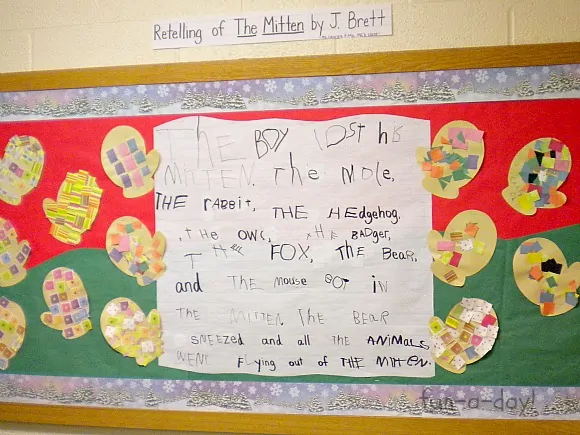 Retelling of The Mitten by J. Brett
The BOY lOSt hiS
MITTEN. The MOle,
THE rABBit, THE HEdgehog,
tHe OWL, tHE BADger,
THE FOX, The BeAr,
and THE mouse GOT iN
THE MITTEN. THE BEAR
SNEEZED and all THE ANiMALS
WENT FLying out of THE MITTEN.
fun-a-day!